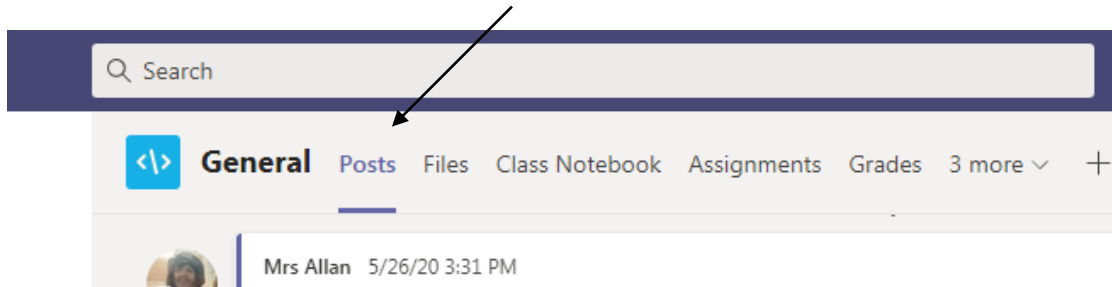 Search
General Posts Files Class Notebook Assignments Grades 3 more
Mrs Allan 5/26/20 3:31 PM